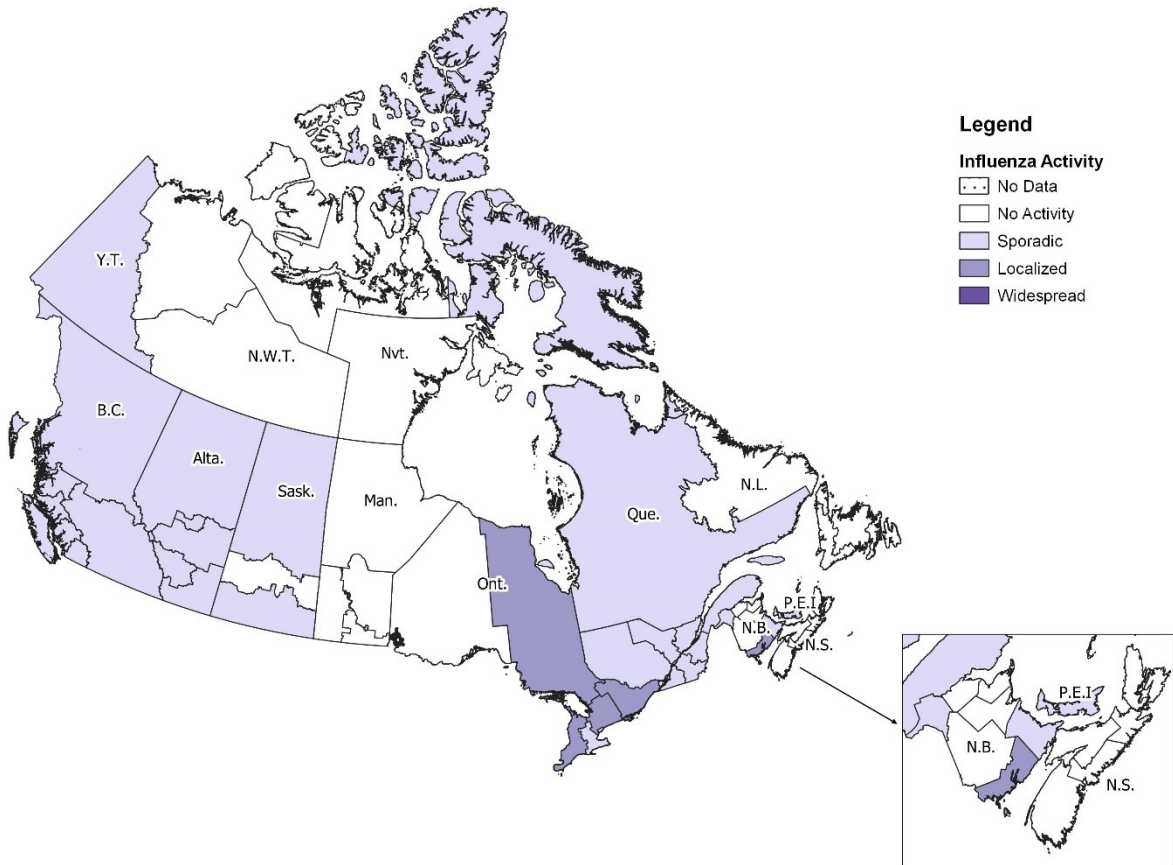 Legend
Influenza Activity
No Data
No Activity
Sporadic
Localized
Widespread
Y.T.
N.W.T.
Nvt.
B.C.
Alta.
Sask.
Man.
Ont.
Que.
N.L.
P.E.I
N.B.
N.S.
P.E.I
N.B.
N.S.